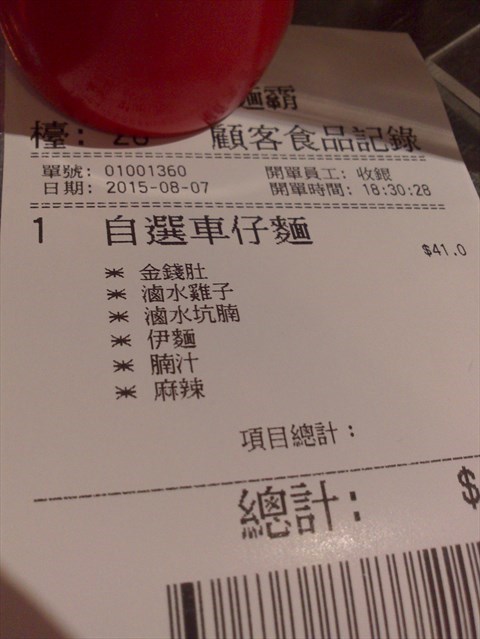 麵霸
檯: 26 顧客食品記錄
單號: 01001360 開單員工: 收銀
日期: 2015-08-07 開單時間: 18:30:28
1 自選車仔麵 $41.0
* 金錢肚
* 滷水雞子
* 滷水坑腩
* 伊麵
* 腩汁
* 麻辣
項目總計:
總計: $